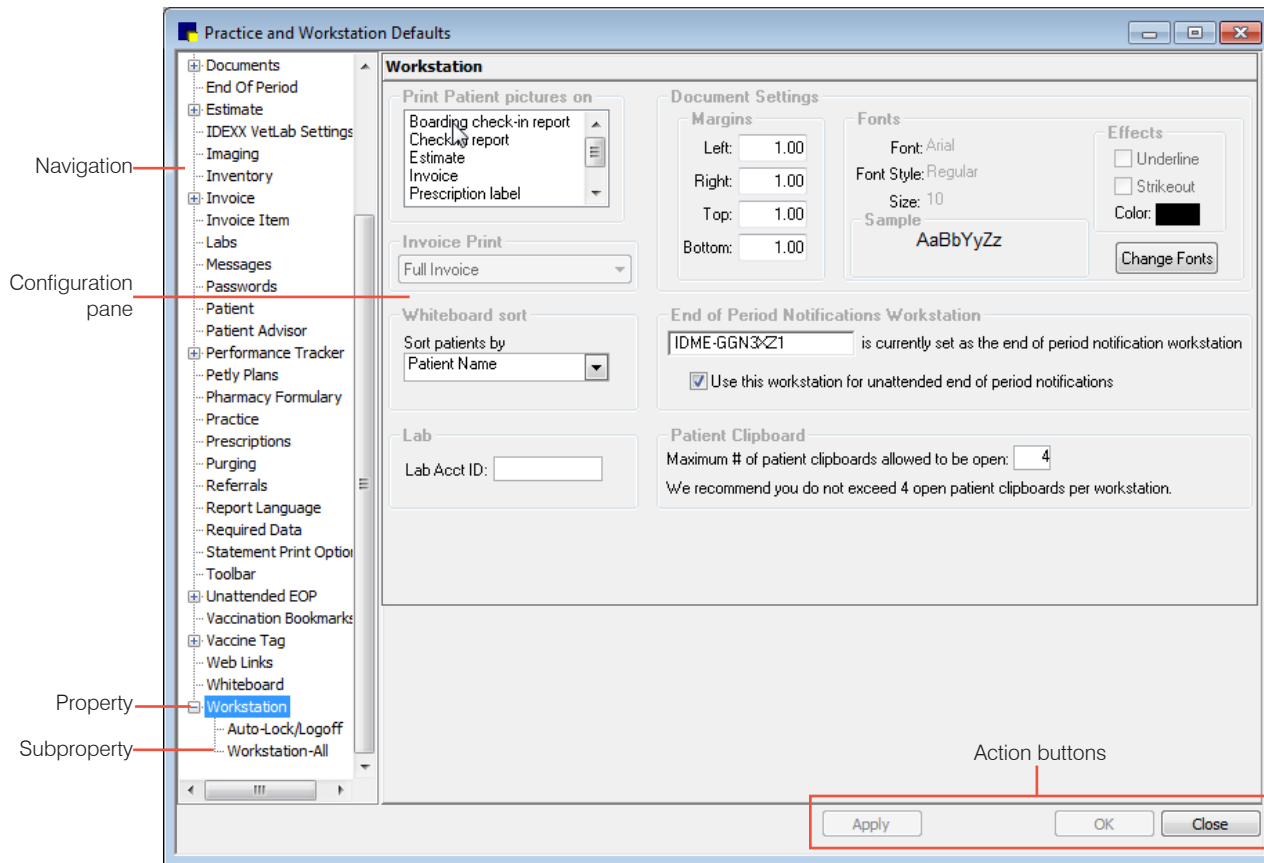 Practice and Workstation Defaults
Navigation
Configuration
pane
Property
Subproperty
Documents
End Of Period
Estimate
IDEXX VetLab Settings
Imaging
Inventory
Invoice
Invoice Item
Labs
Messages
Passwords
Patient
Patient Advisor
Performance Tracker
Petly Plans
Pharmacy Formulary
Practice
Prescriptions
Purging
Referrals
Report Language
Required Data
Statement Print Option
Toolbar
Unattended EOP
Vaccination Bookmarks
Vaccine Tag
Web Links
Whiteboard
Workstation
Auto-Lock/Logoff
Workstation-All
Workstation
Print Patient pictures on
Boarding check-in report
Check-in report
Estimate
Invoice
Prescription label
Invoice Print
Full Invoice
Whiteboard sort
Sort patients by
Patient Name
Lab
Lab Acct ID:
Document Settings
Margins
Left: 1.00
Right: 1.00
Top: 1.00
Bottom: 1.00
Fonts
Font: Arial
Font Style: Regular
Size: 10
Sample
AaBbYyZz
Effects
Underline
Strikeout
Color:
Change Fonts
End of Period Notifications Workstation
IDME-GGN3XZ1 is currently set as the end of period notification workstation
Use this workstation for unattended end of period notifications
Patient Clipboard
Maximum # of patient clipboards allowed to be open: 4
We recommend you do not exceed 4 open patient clipboards per workstation.
Action buttons
Apply
OK
Close